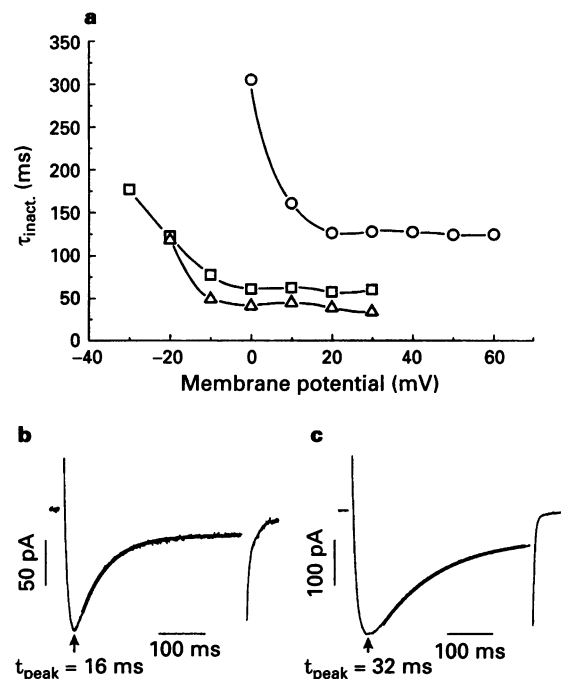 a
350
300
250
200
150
100
50
0
τinact. (ms)
−40 −20 0 20 40 60
Membrane potential (mV)
b
50 pA
100 ms
tpeak = 16 ms
c
100 pA
100 ms
tpeak = 32 ms